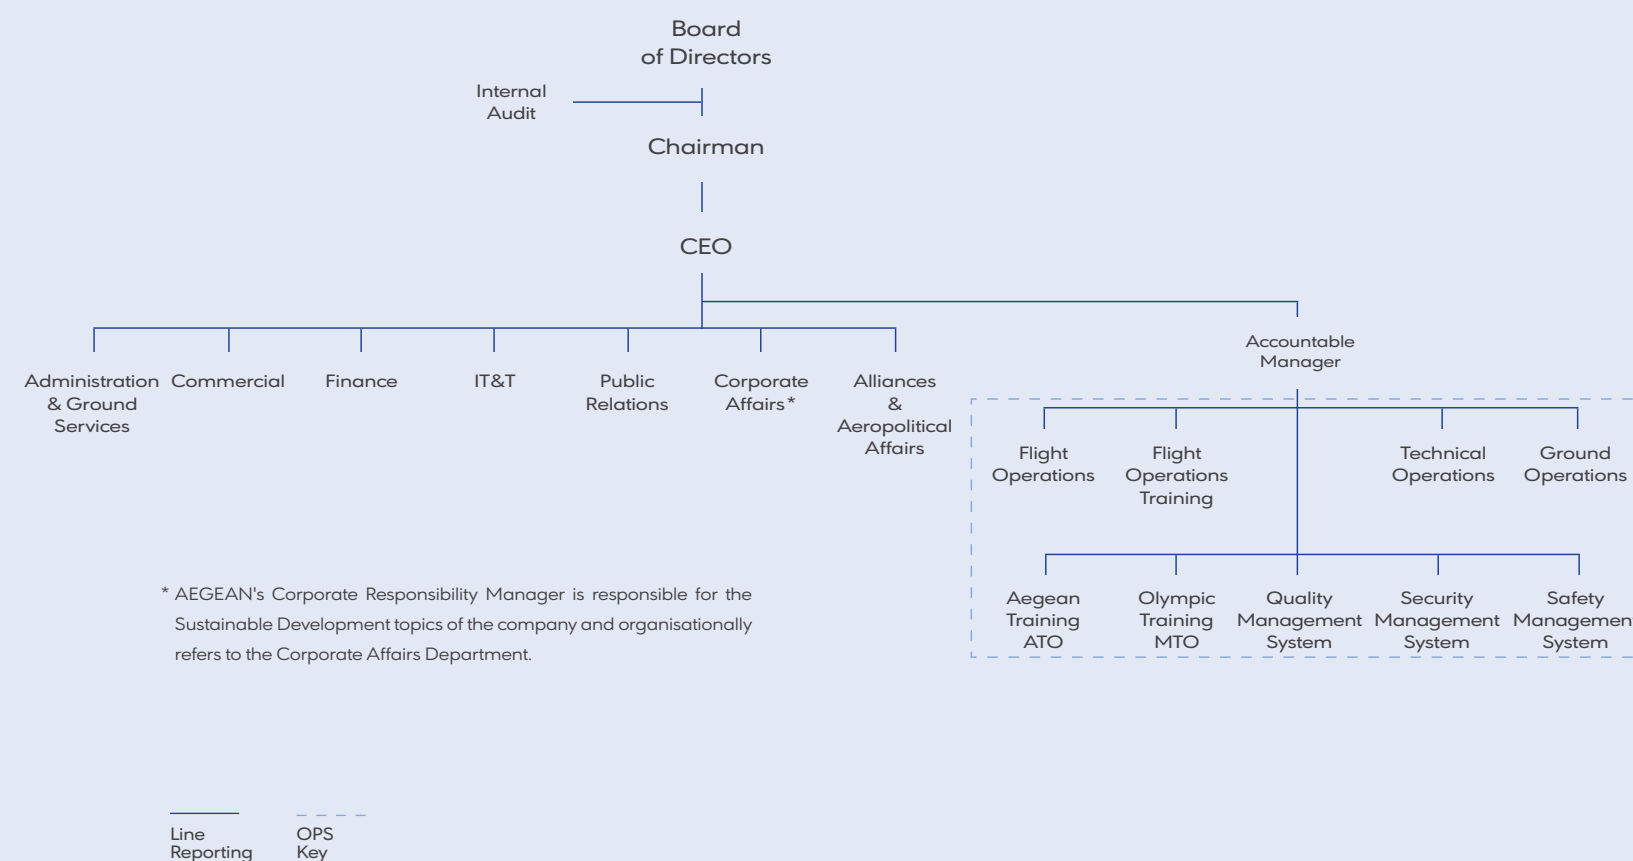 Board
of Directors
Internal
Audit
Chairman
CEO
Accountable
Manager
Administration
& Ground
Services
Commercial
Finance
IT&T
Public
Relations
Corporate
Affairs*
Alliances
&
Aeropolitical
Affairs
Flight
Operations
Flight
Operations
Training
Technical
Operations
Ground
Operations
Aegean
Training
ATO
Olympic
Training
MTO
Quality
Management
System
Security
Management
System
Safety
Management
System
* AEGEAN's Corporate Responsibility Manager is responsible for the
Sustainable Development topics of the company and organisationally
refers to the Corporate Affairs Department.
Line
Reporting
OPS
Key